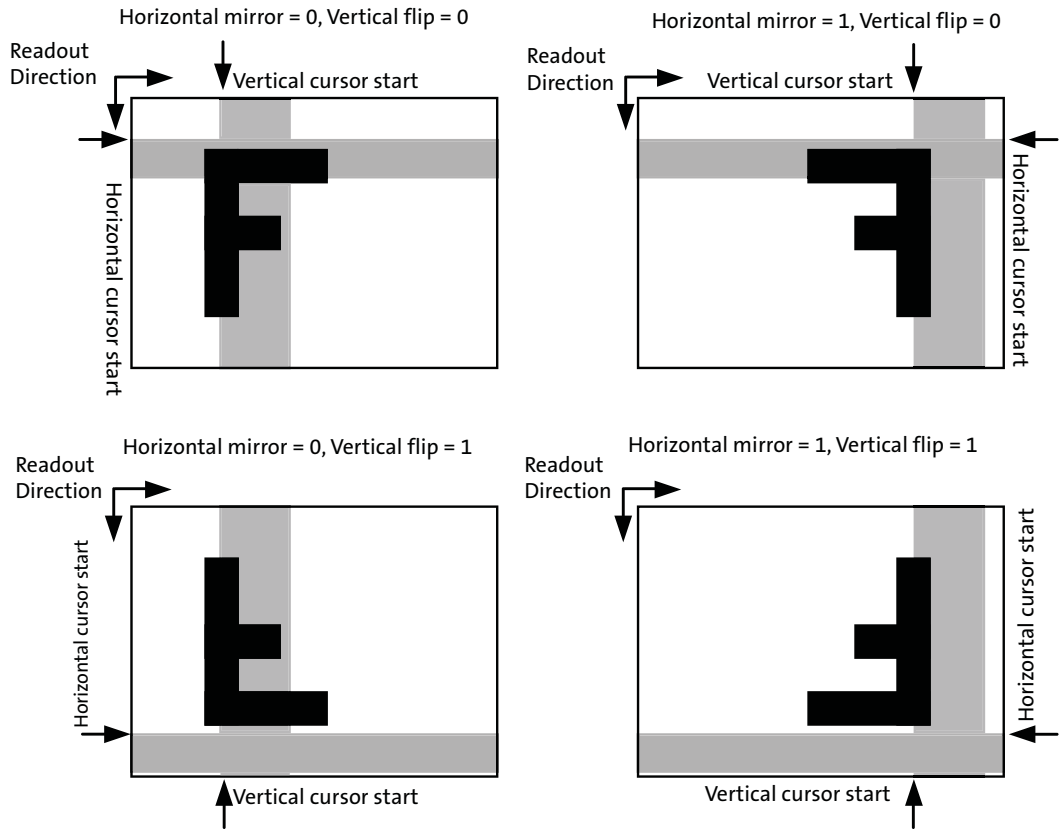 Horizontal mirror = 0, Vertical flip = 0
Readout
Direction
Vertical cursor start
Horizontal cursor start
Horizontal mirror = 1, Vertical flip = 0
Readout
Direction
Vertical cursor start
Horizontal cursor start
Horizontal mirror = 0, Vertical flip = 1
Readout
Direction
Horizontal cursor start
Vertical cursor start
Horizontal mirror = 1, Vertical flip = 1
Readout
Direction
Horizontal cursor start
Vertical cursor start